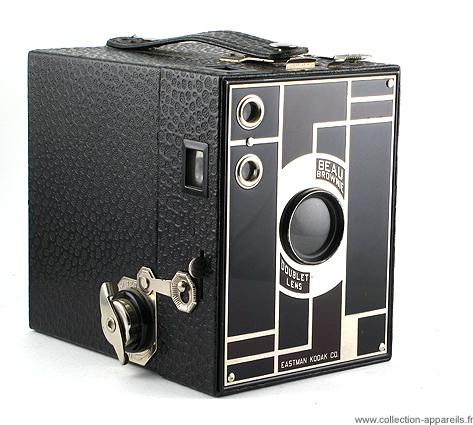 BEAU
BROWNIE
DOUBLET
LENS
EASTMAN KODAK CO.
www.collection-appareils.fr